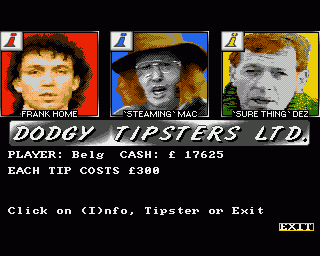 i i i
FRANK HOME 'STEAMING' MAC 'SURE THING' DEZ
DODGY TIPSTERS LTD.
PLAYER: Belg CASH: £ 17625
EACH TIP COSTS £300
Click on (I)nfo, Tipster or Exit
EXIT